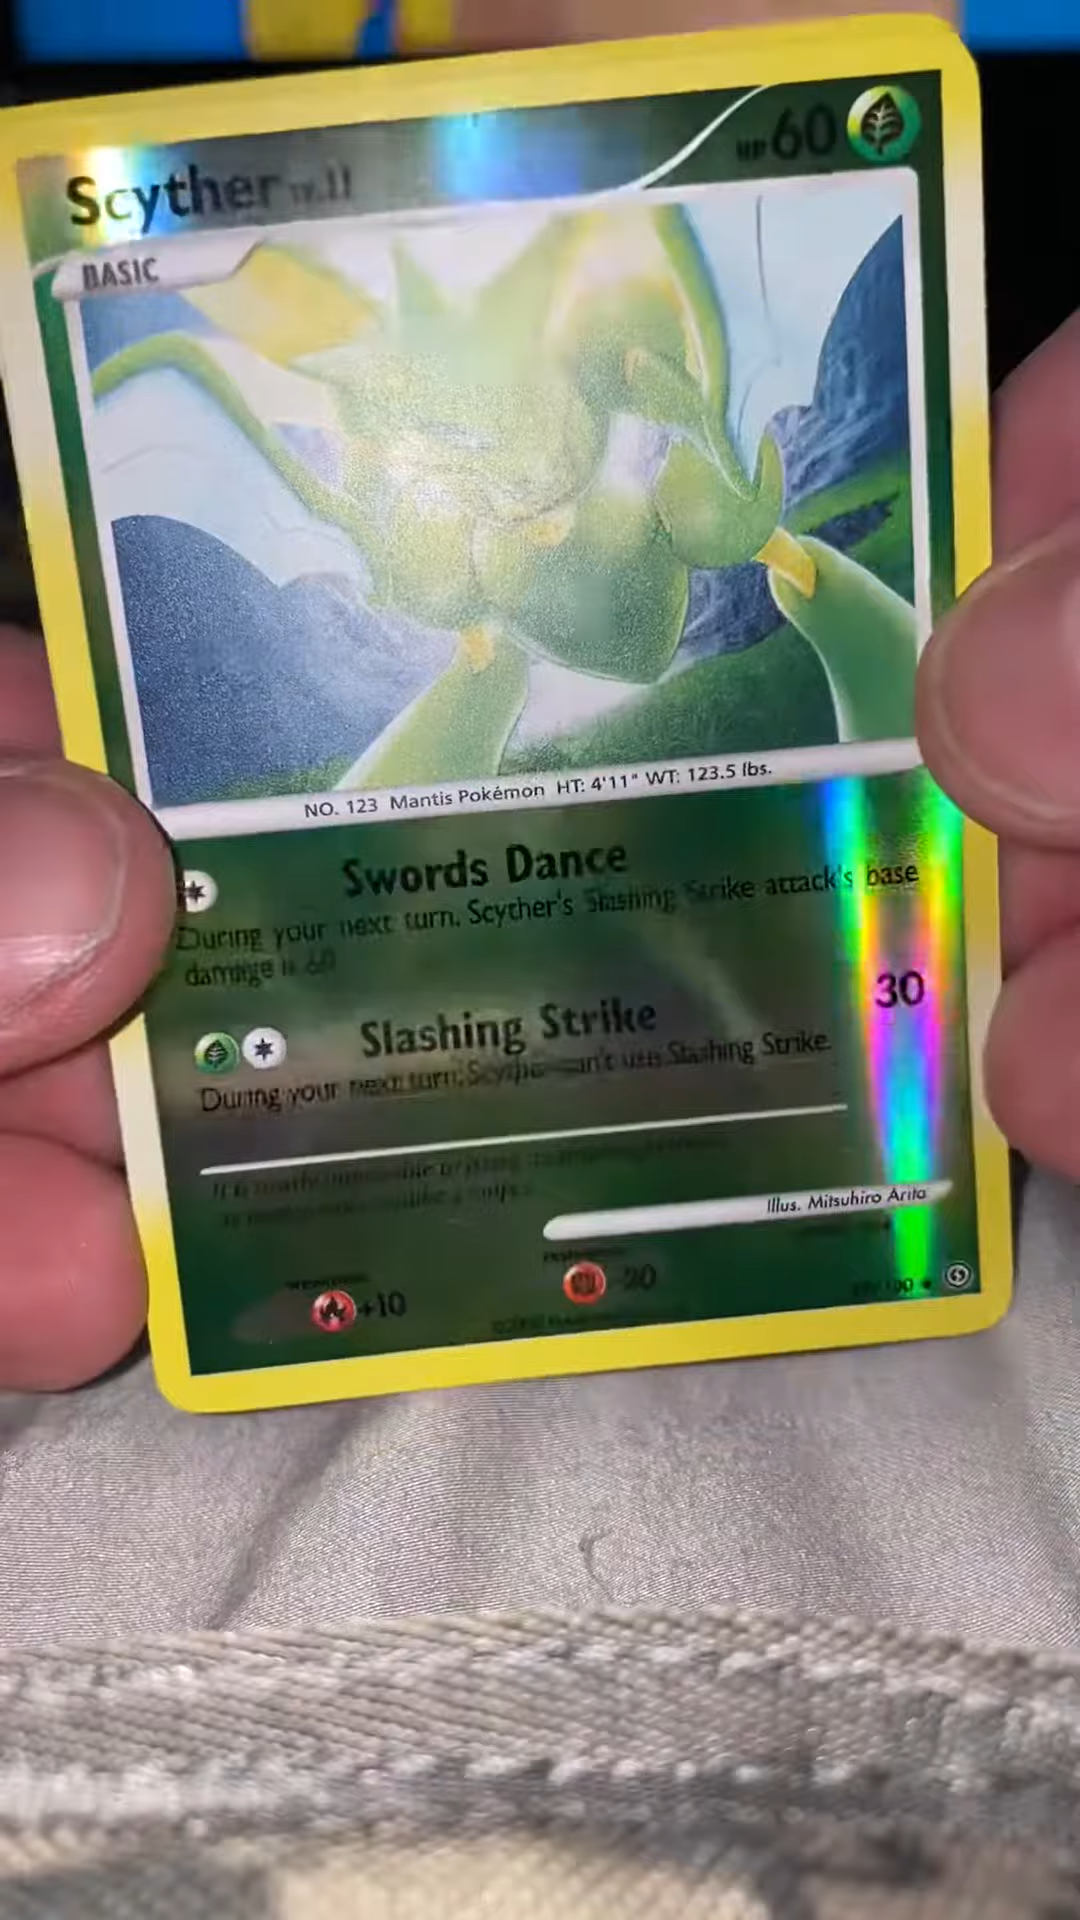 Scyther LV.11
HP 60
BASIC
NO. 123 Mantis Pokémon HT: 4'11" WT: 123.5 lbs.
Swords Dance
During your next turn, Scyther's Slashing Strike attack's base
damage is 60
Slashing Strike 30
During your next turn, Scyther can't use Slashing Strike.
Illus. Mitsuhiro Arita
+10
-20
/100